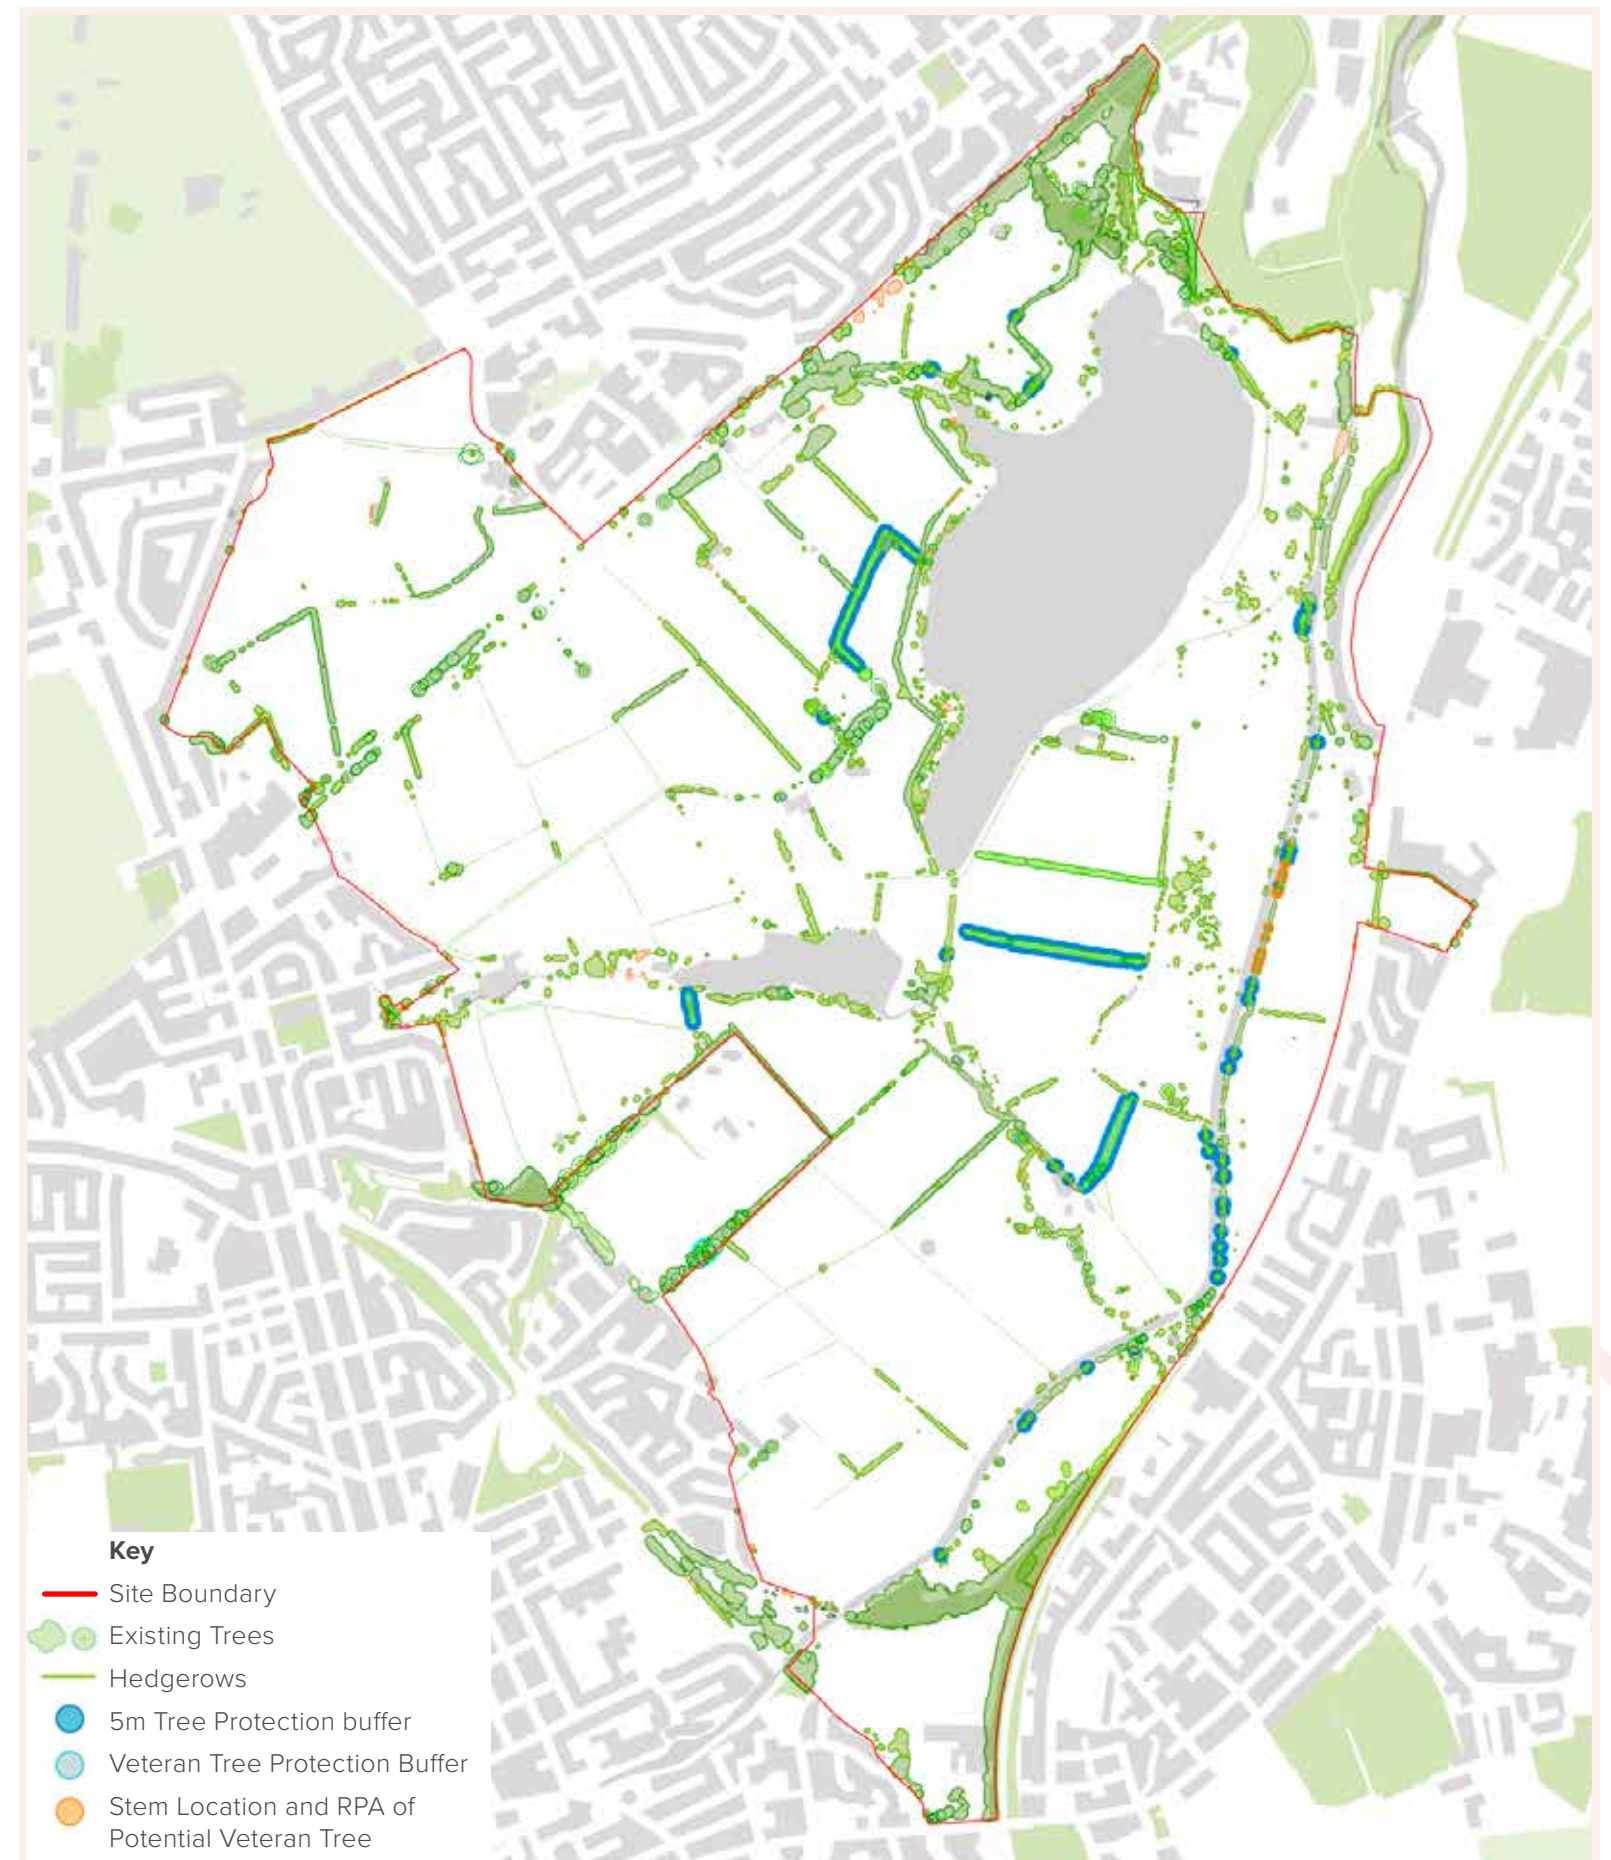 Key
Site Boundary
Existing Trees
Hedgerows
5m Tree Protection buffer
Veteran Tree Protection Buffer
Stem Location and RPA of
Potential Veteran Tree